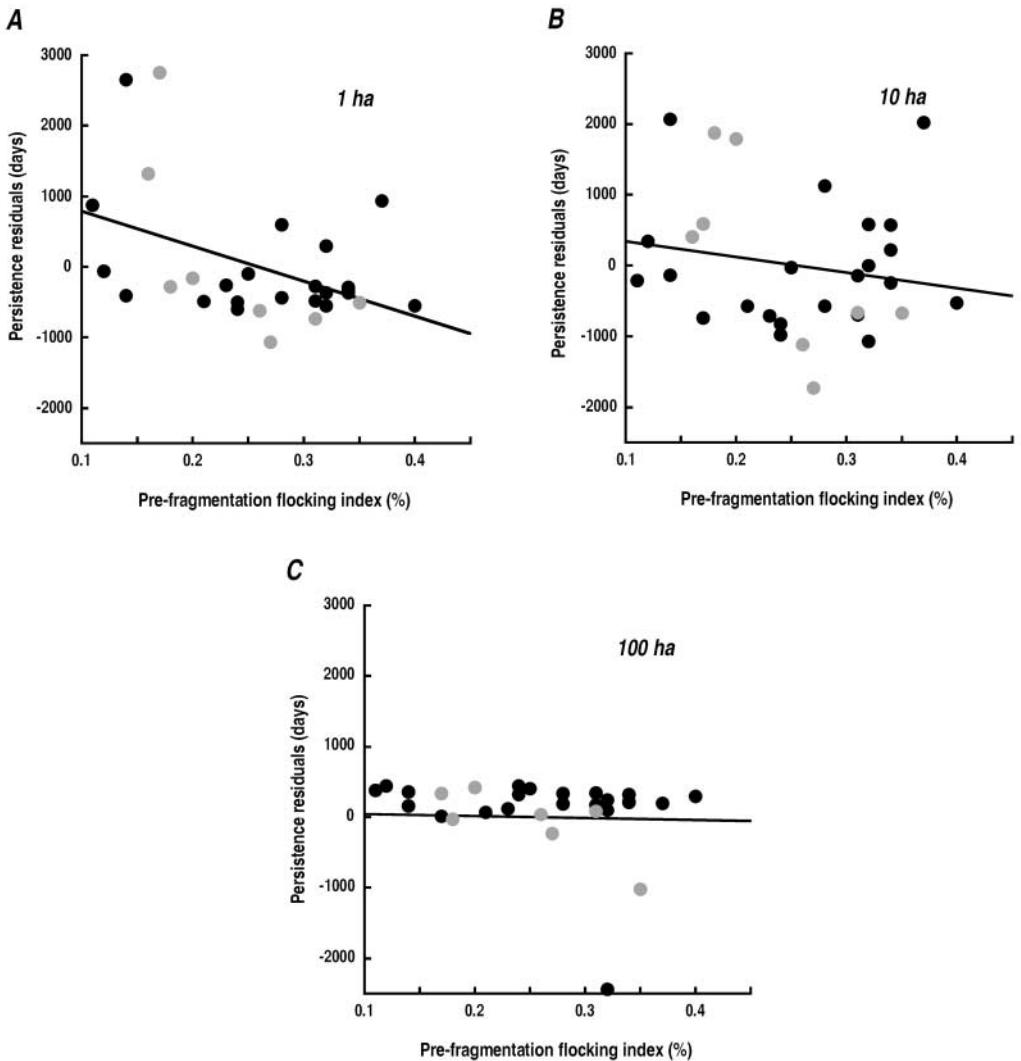 A
3000
2000
1000
0
-1000
-2000
Persistence residuals (days)
1 ha
0.1
0.2
0.3
0.4
Pre-fragmentation flocking index (%)
B
3000
2000
1000
0
-1000
-2000
Persistence residuals (days)
10 ha
0.1
0.2
0.3
0.4
Pre-fragmentation flocking index (%)
C
3000
2000
1000
0
-1000
-2000
Persistence residuals (days)
100 ha
0.1
0.2
0.3
0.4
Pre-fragmentation flocking index (%)